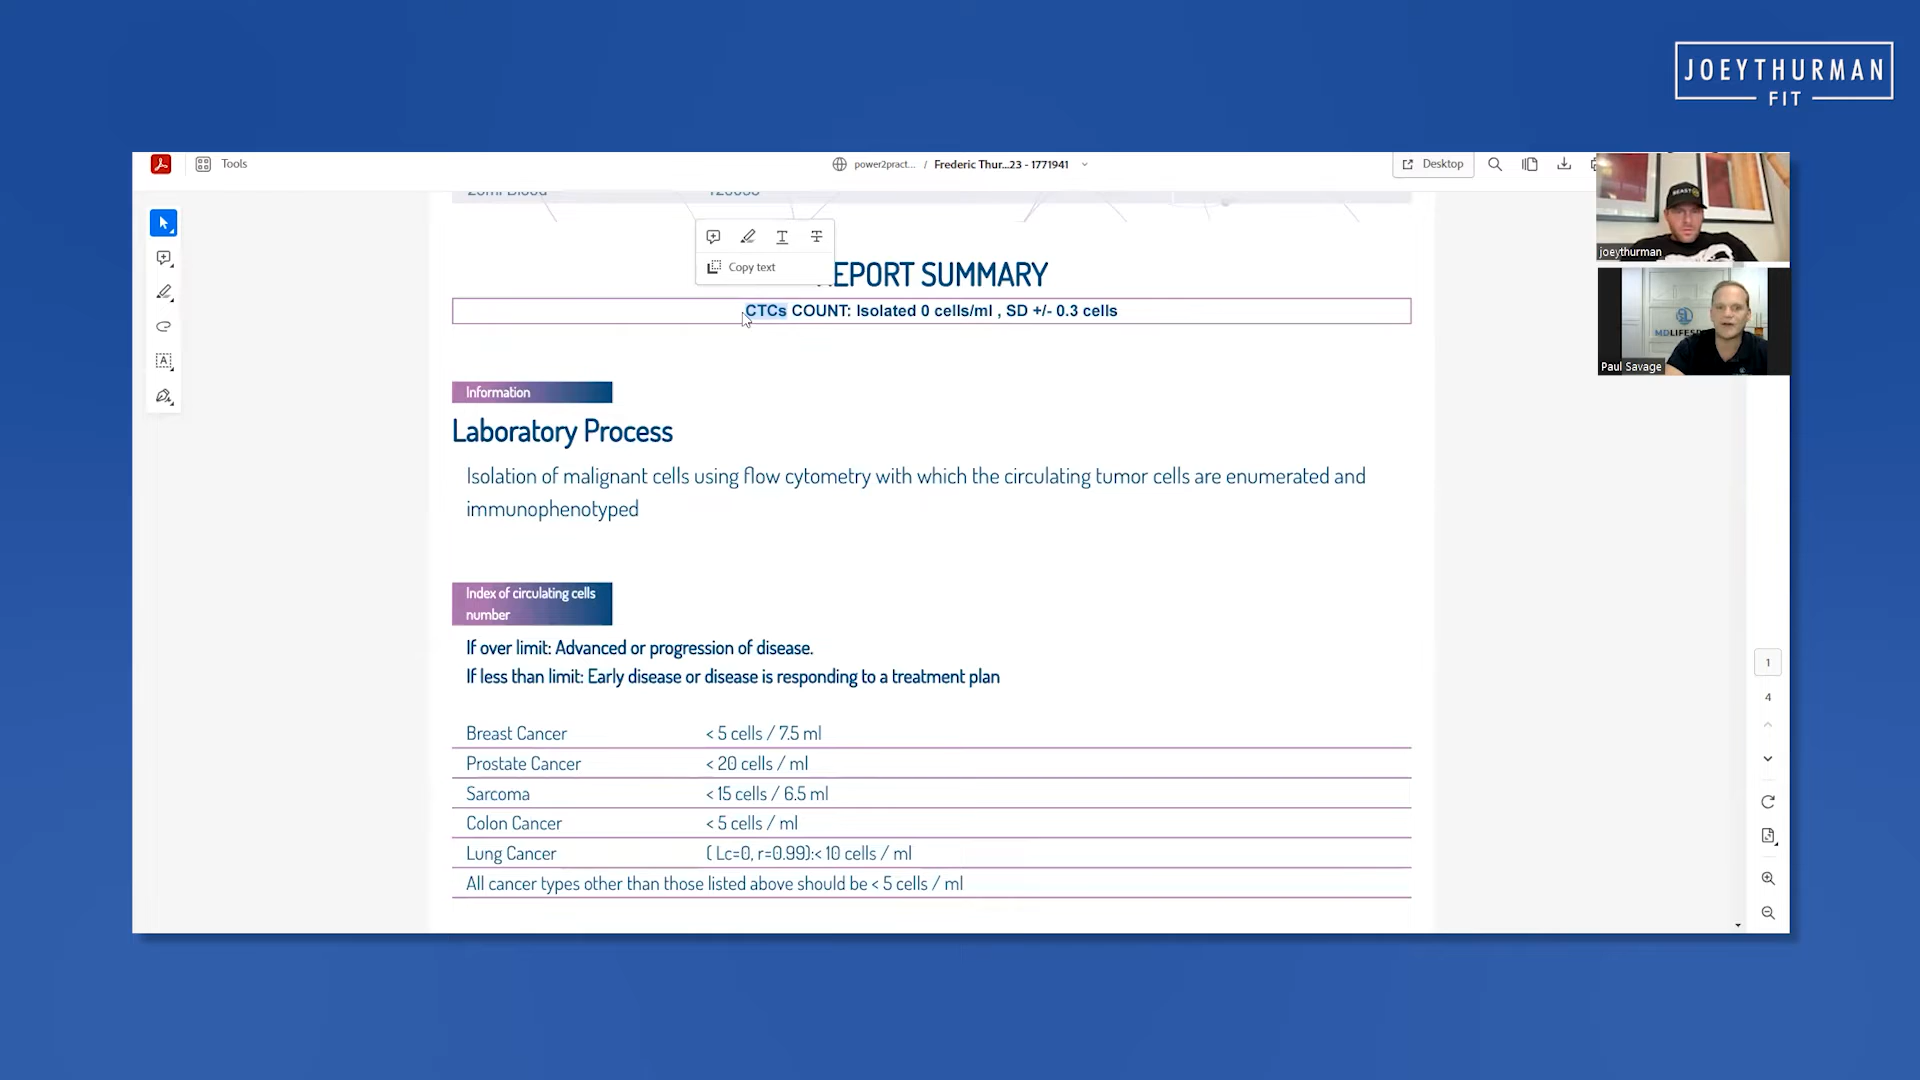 JOEYTHURMAN
FIT
Tools
power2pract... / Frederic Thur...23 - 1771941
Desktop
joeythurman
Copy text
EPORT SUMMARY
CTCs COUNT: Isolated 0 cells/ml , SD +/- 0.3 cells
Paul Savage
Information
Laboratory Process
Isolation of malignant cells using flow cytometry with which the circulating tumor cells are enumerated and
immunophenotyped
Index of circulating cells
number
If over limit: Advanced or progression of disease.
If less than limit: Early disease or disease is responding to a treatment plan
1
4
Breast Cancer < 5 cells / 7.5 ml
Prostate Cancer < 20 cells / ml
Sarcoma < 15 cells / 6.5 ml
Colon Cancer < 5 cells / ml
Lung Cancer ( Lc=0, r=0.99):< 10 cells / ml
All cancer types other than those listed above should be < 5 cells / ml